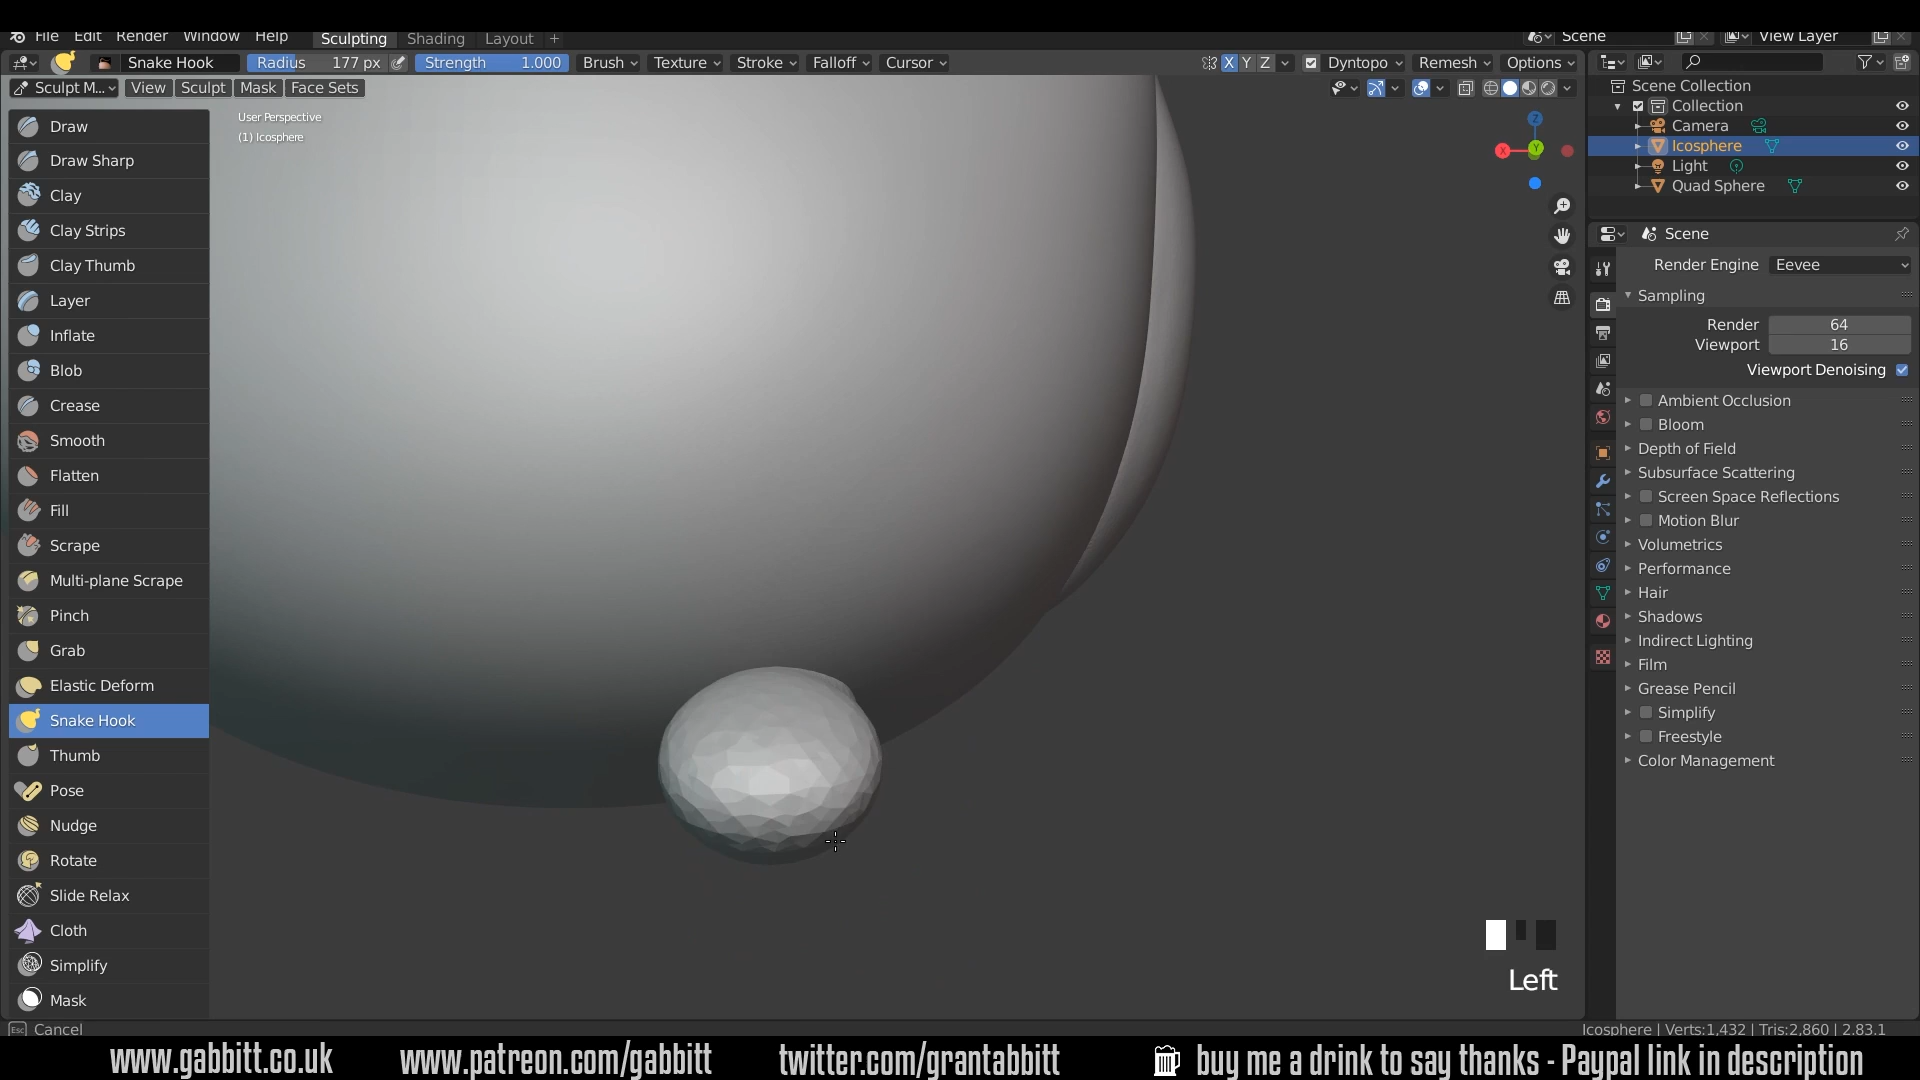 File Edit Render Window Help Sculpting Shading Layout + Scene View Layer
Snake Hook Radius 177 px Strength 1.000 Brush Texture Stroke Falloff Cursor X Y Z Dyntopo Remesh Options
Sculpt M... View Sculpt Mask Face Sets
User Perspective
(1) Icosphere
Draw
Draw Sharp
Clay
Clay Strips
Clay Thumb
Layer
Inflate
Blob
Crease
Smooth
Flatten
Fill
Scrape
Multi-plane Scrape
Pinch
Grab
Elastic Deform
Snake Hook
Thumb
Pose
Nudge
Rotate
Slide Relax
Cloth
Simplify
Mask
Z
X
Y
Left
Scene Collection
Collection
Camera
Icosphere
Light
Quad Sphere
Scene
Render Engine Eevee
Sampling
Render 64
Viewport 16
Viewport Denoising
Ambient Occlusion
Bloom
Depth of Field
Subsurface Scattering
Screen Space Reflections
Motion Blur
Volumetrics
Performance
Hair
Shadows
Indirect Lighting
Film
Grease Pencil
Simplify
Freestyle
Color Management
Esc Cancel
Icosphere | Verts:1,432 | Tris:2,860 | 2.83.1
www.gabbitt.co.uk www.patreon.com/gabbitt twitter.com/grantabbitt buy me a drink to say thanks - Paypal link in description